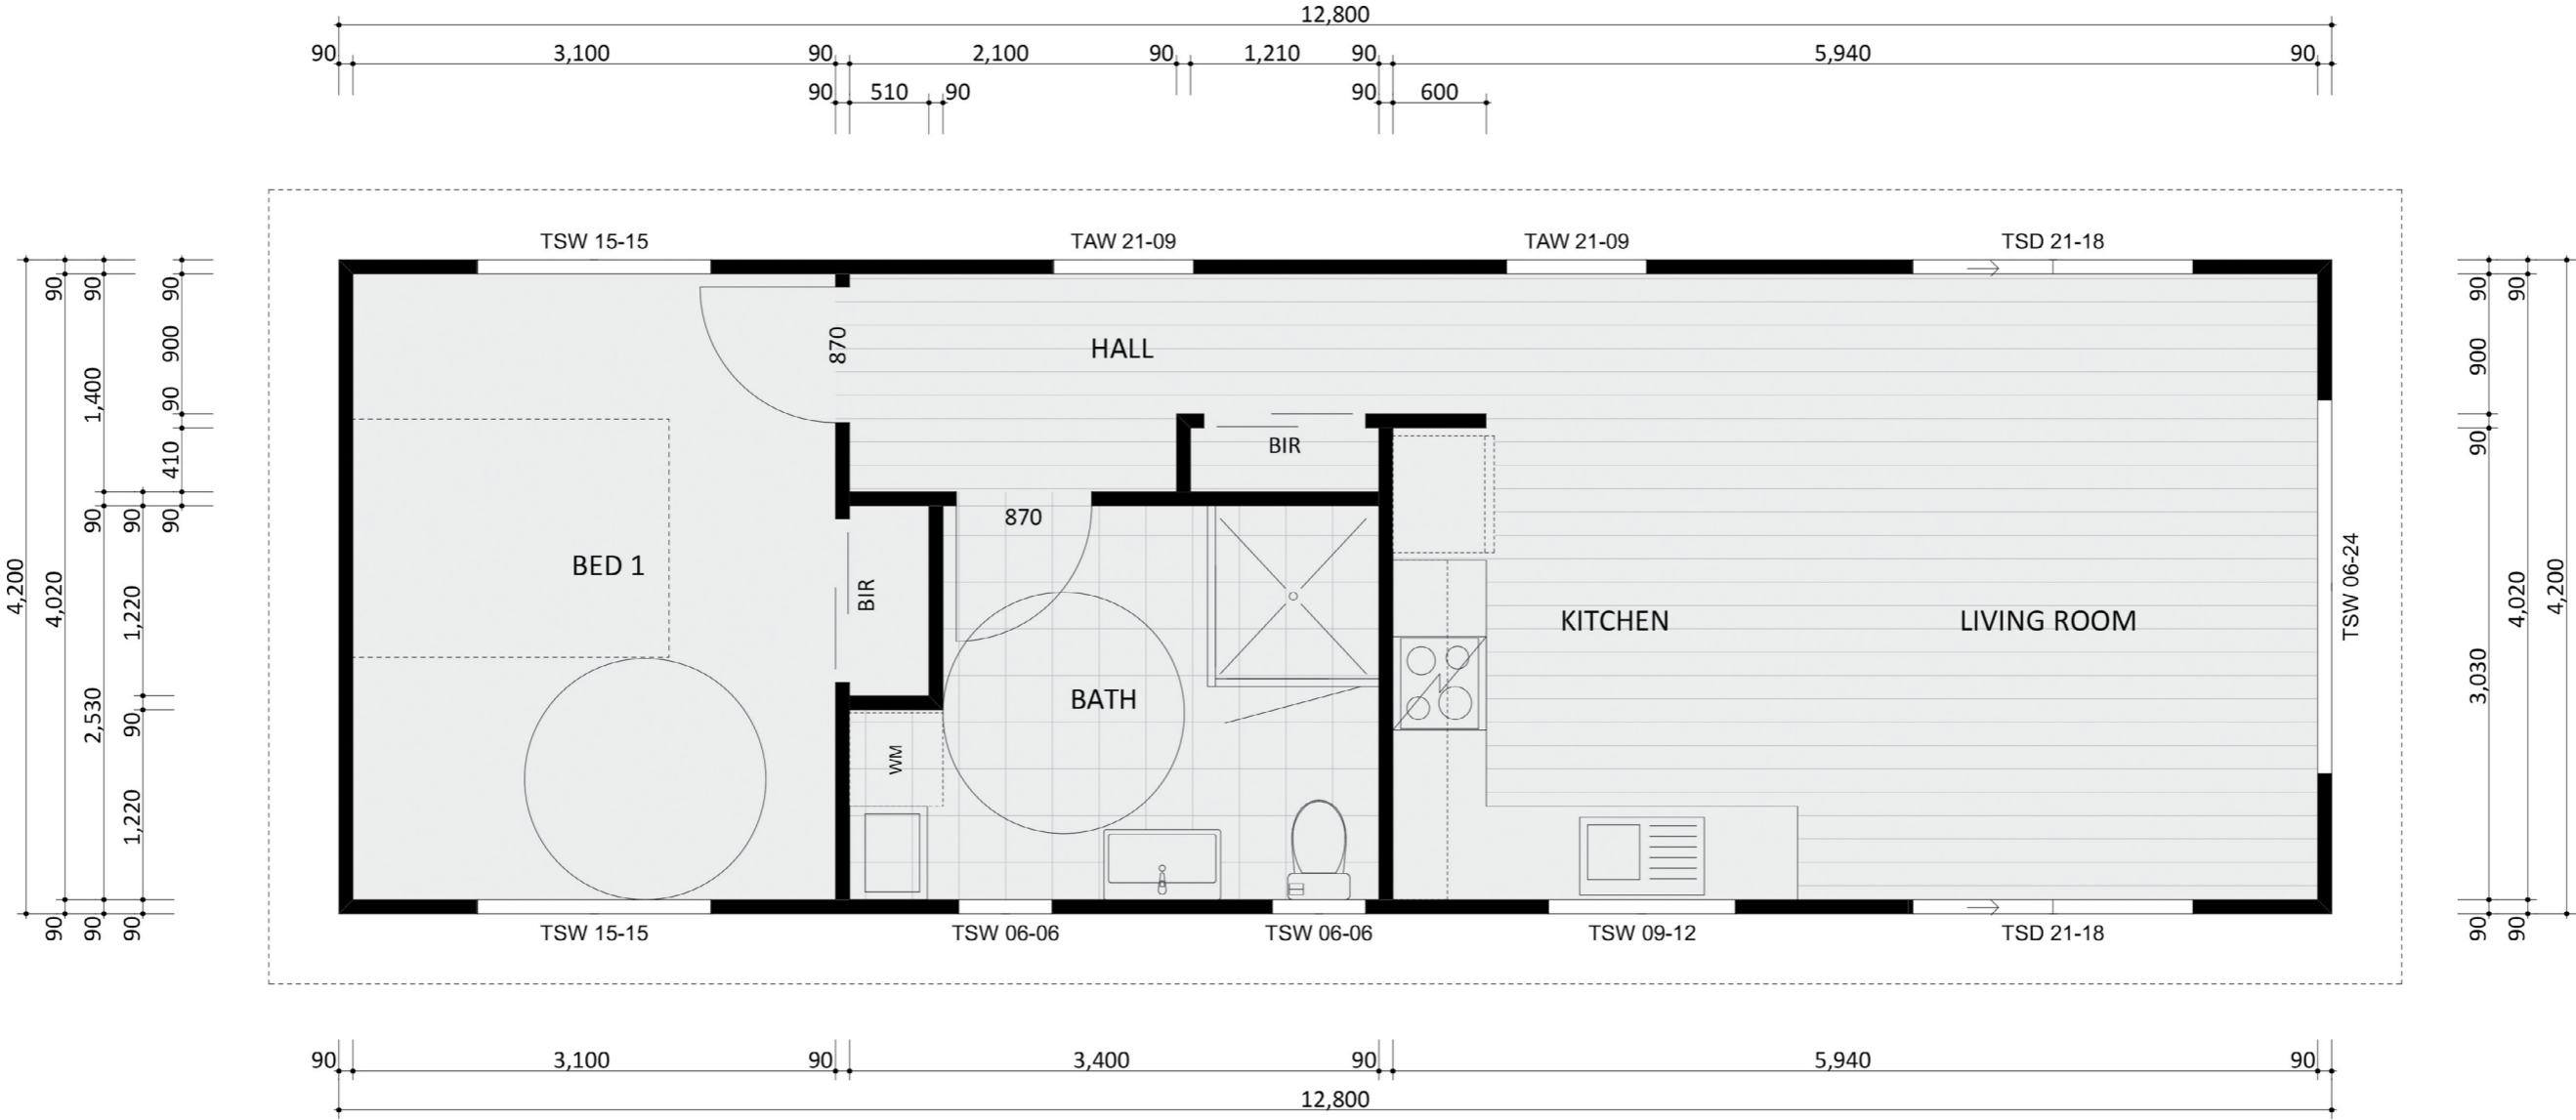 12,800
90 3,100 90 2,100 90 1,210 90 5,940 90
90 510 90 90 600
TSW 15-15 TAW 21-09 TAW 21-09 TSD 21-18
4,200
90 4,020 90
90 1,400 90 2,530 90
90 1,220 90 1,220 90
90 900 90 410 90
870
HALL
BIR
870
BED 1
BIR
KITCHEN
LIVING ROOM
BATH
WM
TSW 06-24
90 900 90 3,030 90
90 4,020 90
4,200
TSW 15-15 TSW 06-06 TSW 06-06 TSW 09-12 TSD 21-18
90 3,100 90 3,400 90 5,940 90
12,800